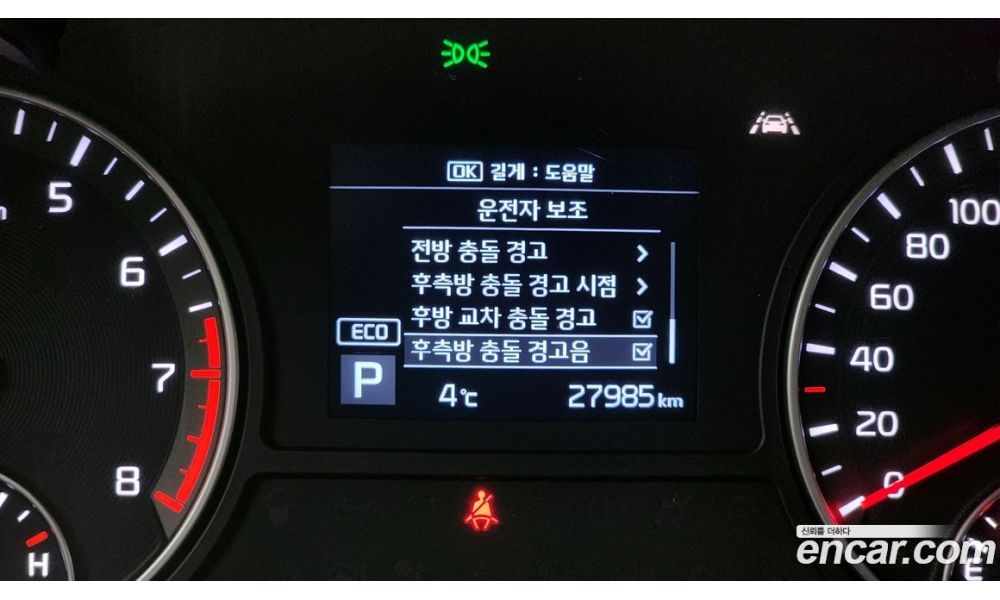 OK 길게 : 도움말
운전자 보조
전방 충돌 경고
후측방 충돌 경고 시점
후방 교차 충돌 경고
후측방 충돌 경고음
ECO
P
4℃
27985 km
5
6
7
8
H
100
80
60
40
20
0
E
신뢰를 더하다
encar.com